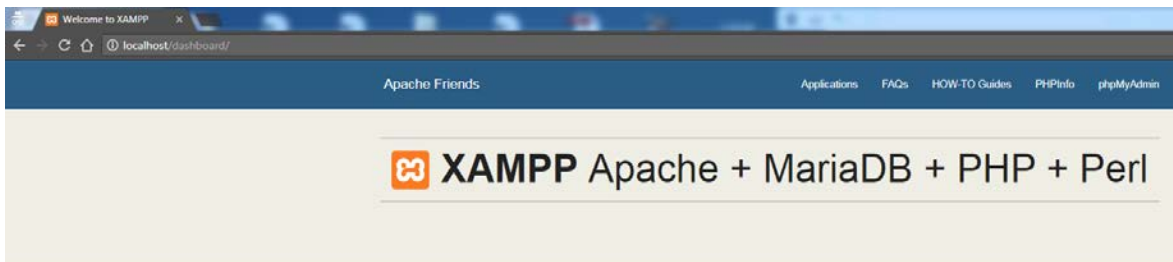 Welcome to XAMPP
localhost/dashboard/
Apache Friends Applications FAQs HOW-TO Guides PHPInfo phpMyAdmin
XAMPP Apache + MariaDB + PHP + Perl